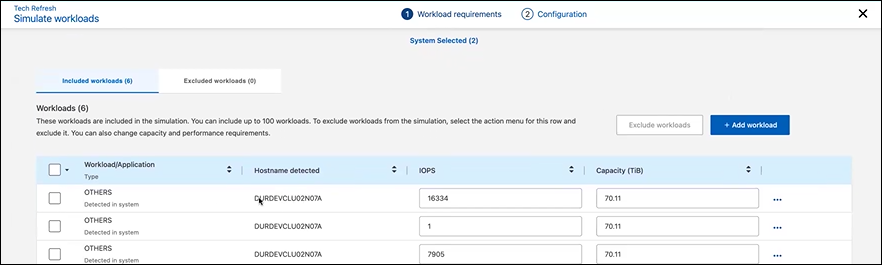 Tech Refresh
Simulate workloads
1 Workload requirements
2 Configuration
System Selected (2)
Included workloads (6)
Excluded workloads (0)
Workloads (6)
These workloads are included in the simulation. You can include up to 100 workloads. To exclude workloads from the simulation, select the action menu for this row and
exclude it. You can also change capacity and performance requirements.
Exclude workloads
+ Add workload
Workload/Application
Type
Hostname detected
IOPS
Capacity (TiB)
OTHERS
Detected in system
DURDEVCLU02N07A
16334
70.11
OTHERS
Detected in system
DURDEVCLU02N07A
1
70.11
OTHERS
Detected in system
DURDEVCLU02N07A
7905
70.11